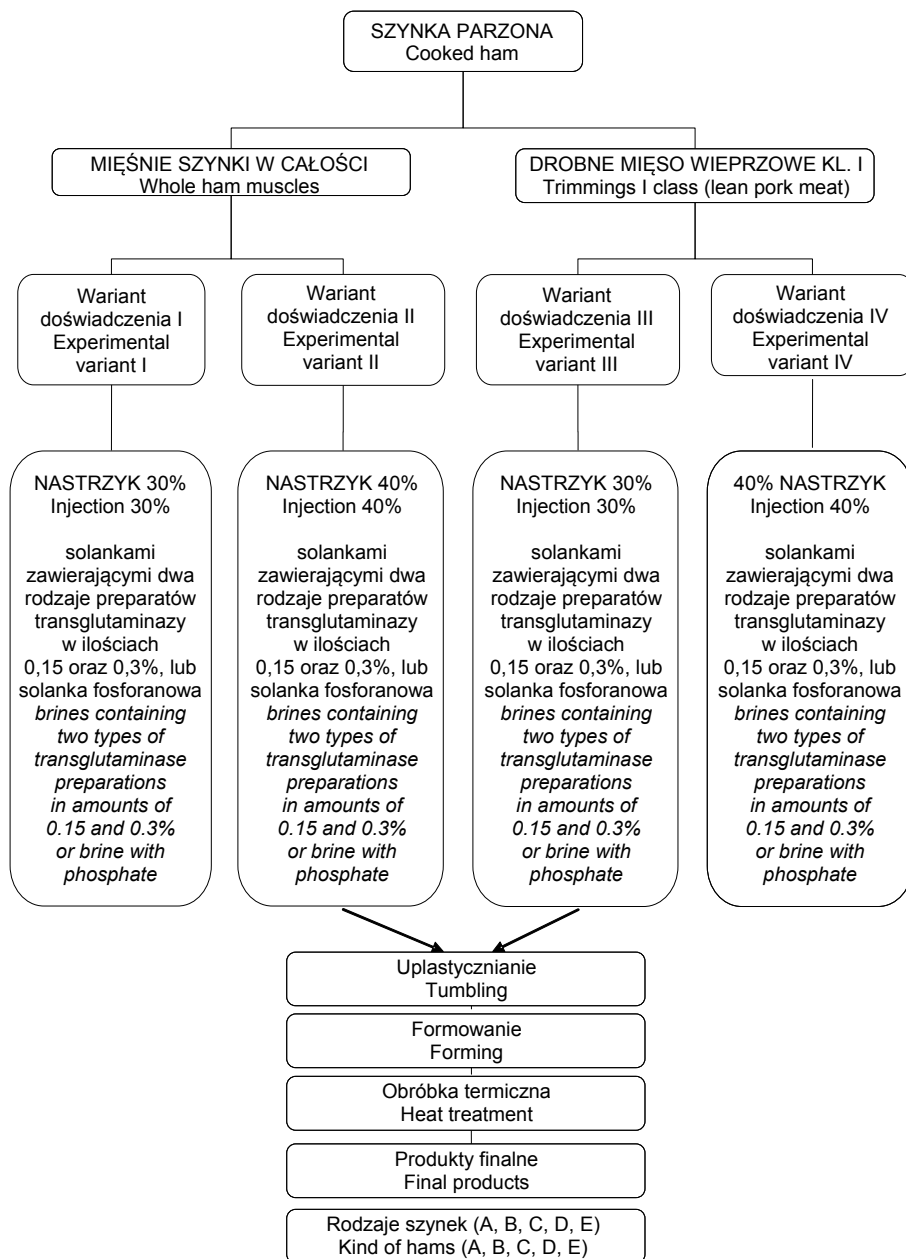 SZYNKA PARZONA
Cooked ham
MIĘŚNIE SZYNKI W CAŁOŚCI
Whole ham muscles
DROBNE MIĘSO WIEPRZOWE KL. I
Trimmings I class (lean pork meat)
Wariant
doświadczenia I
Experimental
variant I
Wariant
doświadczenia II
Experimental
variant II
Wariant
doświadczenia III
Experimental
variant III
Wariant
doświadczenia IV
Experimental
variant IV
NASTRZYK 30%
Injection 30%
solankami
zawierającymi dwa
rodzaje preparatów
transglutaminazy
w ilościach
0,15 oraz 0,3%, lub
solanka fosforanowa
brines containing
two types of
transglutaminase
preparations
in amounts of
0.15 and 0.3%
or brine with
phosphate
NASTRZYK 40%
Injection 40%
solankami
zawierającymi dwa
rodzaje preparatów
transglutaminazy
w ilościach
0,15 oraz 0,3%, lub
solanka fosforanowa
brines containing
two types of
transglutaminase
preparations
in amounts of
0.15 and 0.3%
or brine with
phosphate
NASTRZYK 30%
Injection 30%
solankami
zawierającymi dwa
rodzaje preparatów
transglutaminazy
w ilościach
0,15 oraz 0,3%, lub
solanka fosforanowa
brines containing
two types of
transglutaminase
preparations
in amounts of
0.15 and 0.3%
or brine with
phosphate
40% NASTRZYK
Injection 40%
solankami
zawierającymi dwa
rodzaje preparatów
transglutaminazy
w ilościach
0,15 oraz 0,3%, lub
solanka fosforanowa
brines containing
two types of
transglutaminase
preparations
in amounts of
0.15 and 0.3%
or brine with
phosphate
Uplastycznianie
Tumbling
Formowanie
Forming
Obróbka termiczna
Heat treatment
Produkty finalne
Final products
Rodzaje szynek (A, B, C, D, E)
Kind of hams (A, B, C, D, E)